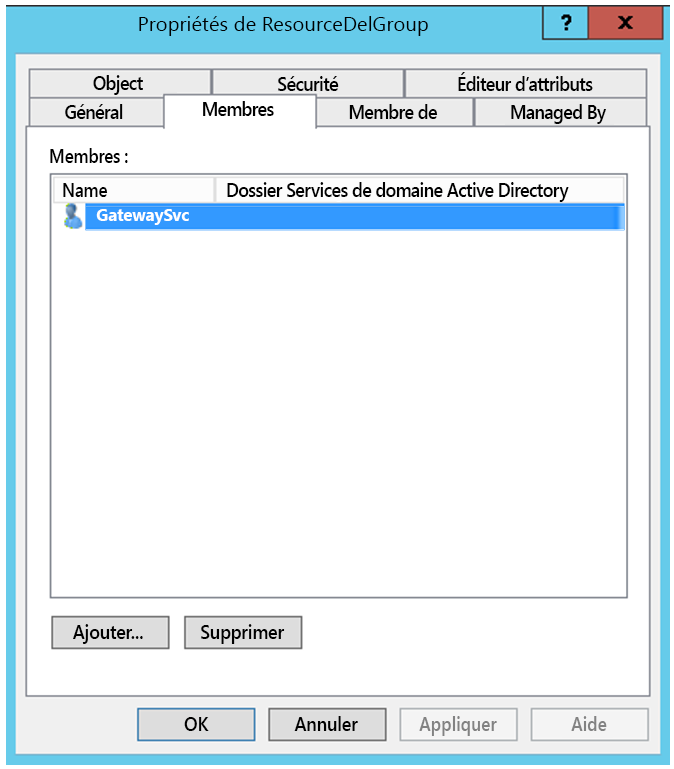 Propriétés de ResourceDelGroup
? x
Object Sécurité Éditeur d'attributs
Général Membres Membre de Managed By
Membres :
Name Dossier Services de domaine Active Directory
GatewaySvc
Ajouter... Supprimer
OK Annuler Appliquer Aide